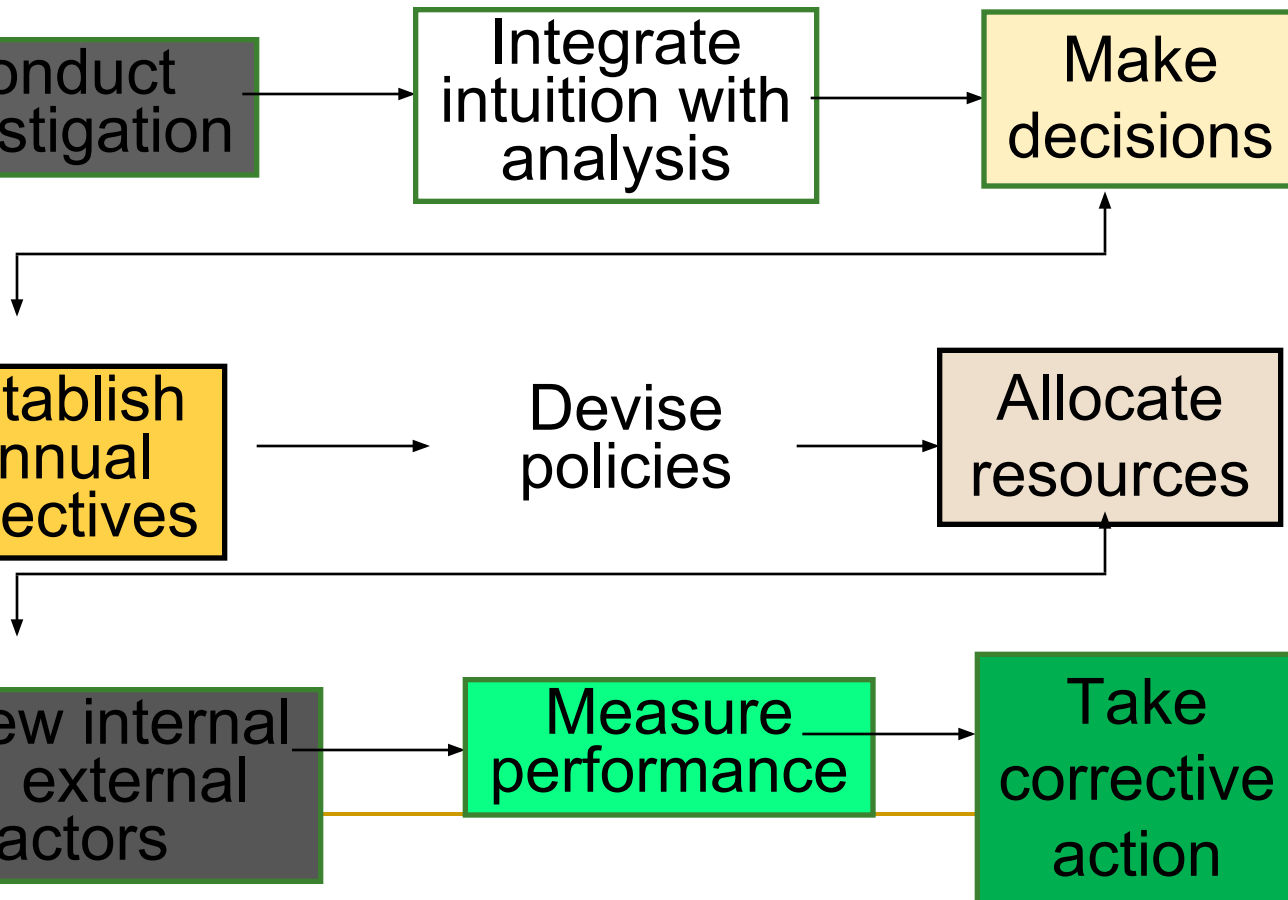 onduct
stigation
Integrate
intuition with
analysis
Make
decisions
tablish
nnual
ectives
Devise
policies
Allocate
resources
ew internal
external
actors
Measure
performance
Take
corrective
action